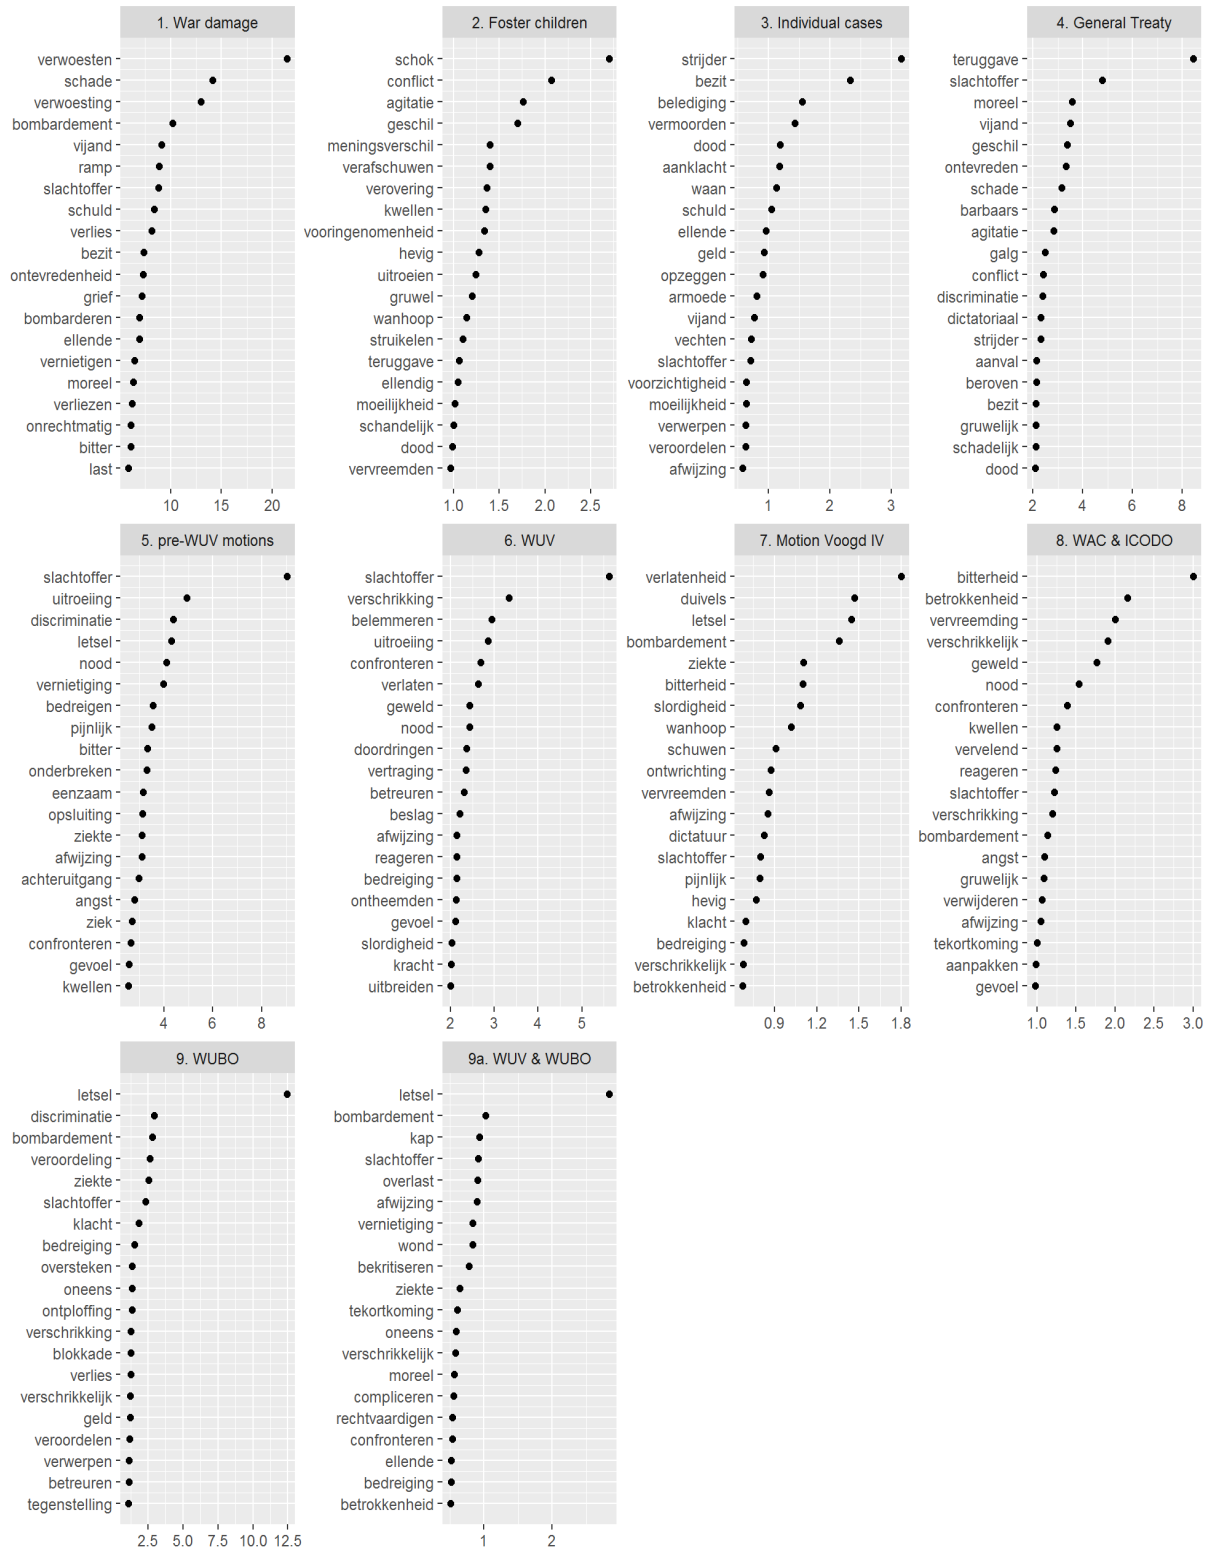 1. War damage
verwoesten
schade
verwoesting
bombardement
vijand
ramp
slachtoffer
schuld
verlies
bezit
ontevredenheid
grief
bombarderen
ellende
vernietigen
moreel
verliezen
onrechtmatig
bitter
last
10 15 20
2. Foster children
schok
conflict
agitatie
geschil
meningsverschil
verafschuwen
verovering
kwellen
vooringenomenheid
hevig
uitroeien
gruwel
wanhoop
struikelen
teruggave
ellendig
moeilijkheid
schandelijk
dood
vervreemden
1.0 1.5 2.0 2.5
3. Individual cases
strijder
bezit
belediging
vermoorden
dood
aanklacht
waan
schuld
ellende
geld
opzeggen
armoede
vijand
vechten
slachtoffer
voorzichtigheid
moeilijkheid
verwerpen
veroordelen
afwijzing
1 2 3
4. General Treaty
teruggave
slachtoffer
moreel
vijand
geschil
ontevreden
schade
barbaars
agitatie
galg
conflict
discriminatie
dictatoriaal
strijder
aanval
beroven
bezit
gruwelijk
schadelijk
dood
2 4 6 8
5. pre-WUV motions
slachtoffer
uitroeiing
discriminatie
letsel
nood
vernietiging
bedreigen
pijnlijk
bitter
onderbreken
eenzaam
opsluiting
ziekte
afwijzing
achteruitgang
angst
ziek
confronteren
gevoel
kwellen
4 6 8
6. WUV
slachtoffer
verschrikking
belemmeren
uitroeiing
confronteren
verlaten
geweld
nood
doordringen
vertraging
betreuren
beslag
afwijzing
reageren
bedreiging
ontheemden
gevoel
slordigheid
kracht
uitbreiden
2 3 4 5
7. Motion Voogd IV
verlatenheid
duivels
letsel
bombardement
ziekte
bitterheid
slordigheid
wanhoop
schuwen
ontwrichting
vervreemden
afwijzing
dictatuur
slachtoffer
pijnlijk
hevig
klacht
bedreiging
verschrikkelijk
betrokkenheid
0.9 1.2 1.5 1.8
8. WAC & ICODO
bitterheid
betrokkenheid
vervreemding
verschrikkelijk
geweld
nood
confronteren
kwellen
vervelend
reageren
slachtoffer
verschrikking
bombardement
angst
gruwelijk
verwijderen
afwijzing
tekortkoming
aanpakken
gevoel
1.0 1.5 2.0 2.5 3.0
9. WUBO
letsel
discriminatie
bombardement
veroordeling
ziekte
slachtoffer
klacht
bedreiging
oversteken
oneens
ontploffing
verschrikking
blokkade
verlies
verschrikkelijk
geld
veroordelen
verwerpen
betreuren
tegenstelling
2.5 5.0 7.5 10.0 12.5
9a. WUV & WUBO
letsel
bombardement
kap
slachtoffer
overlast
afwijzing
vernietiging
wond
bekritiseren
ziekte
tekortkoming
oneens
verschrikkelijk
moreel
compliceren
rechtvaardigen
confronteren
ellende
bedreiging
betrokkenheid
1 2